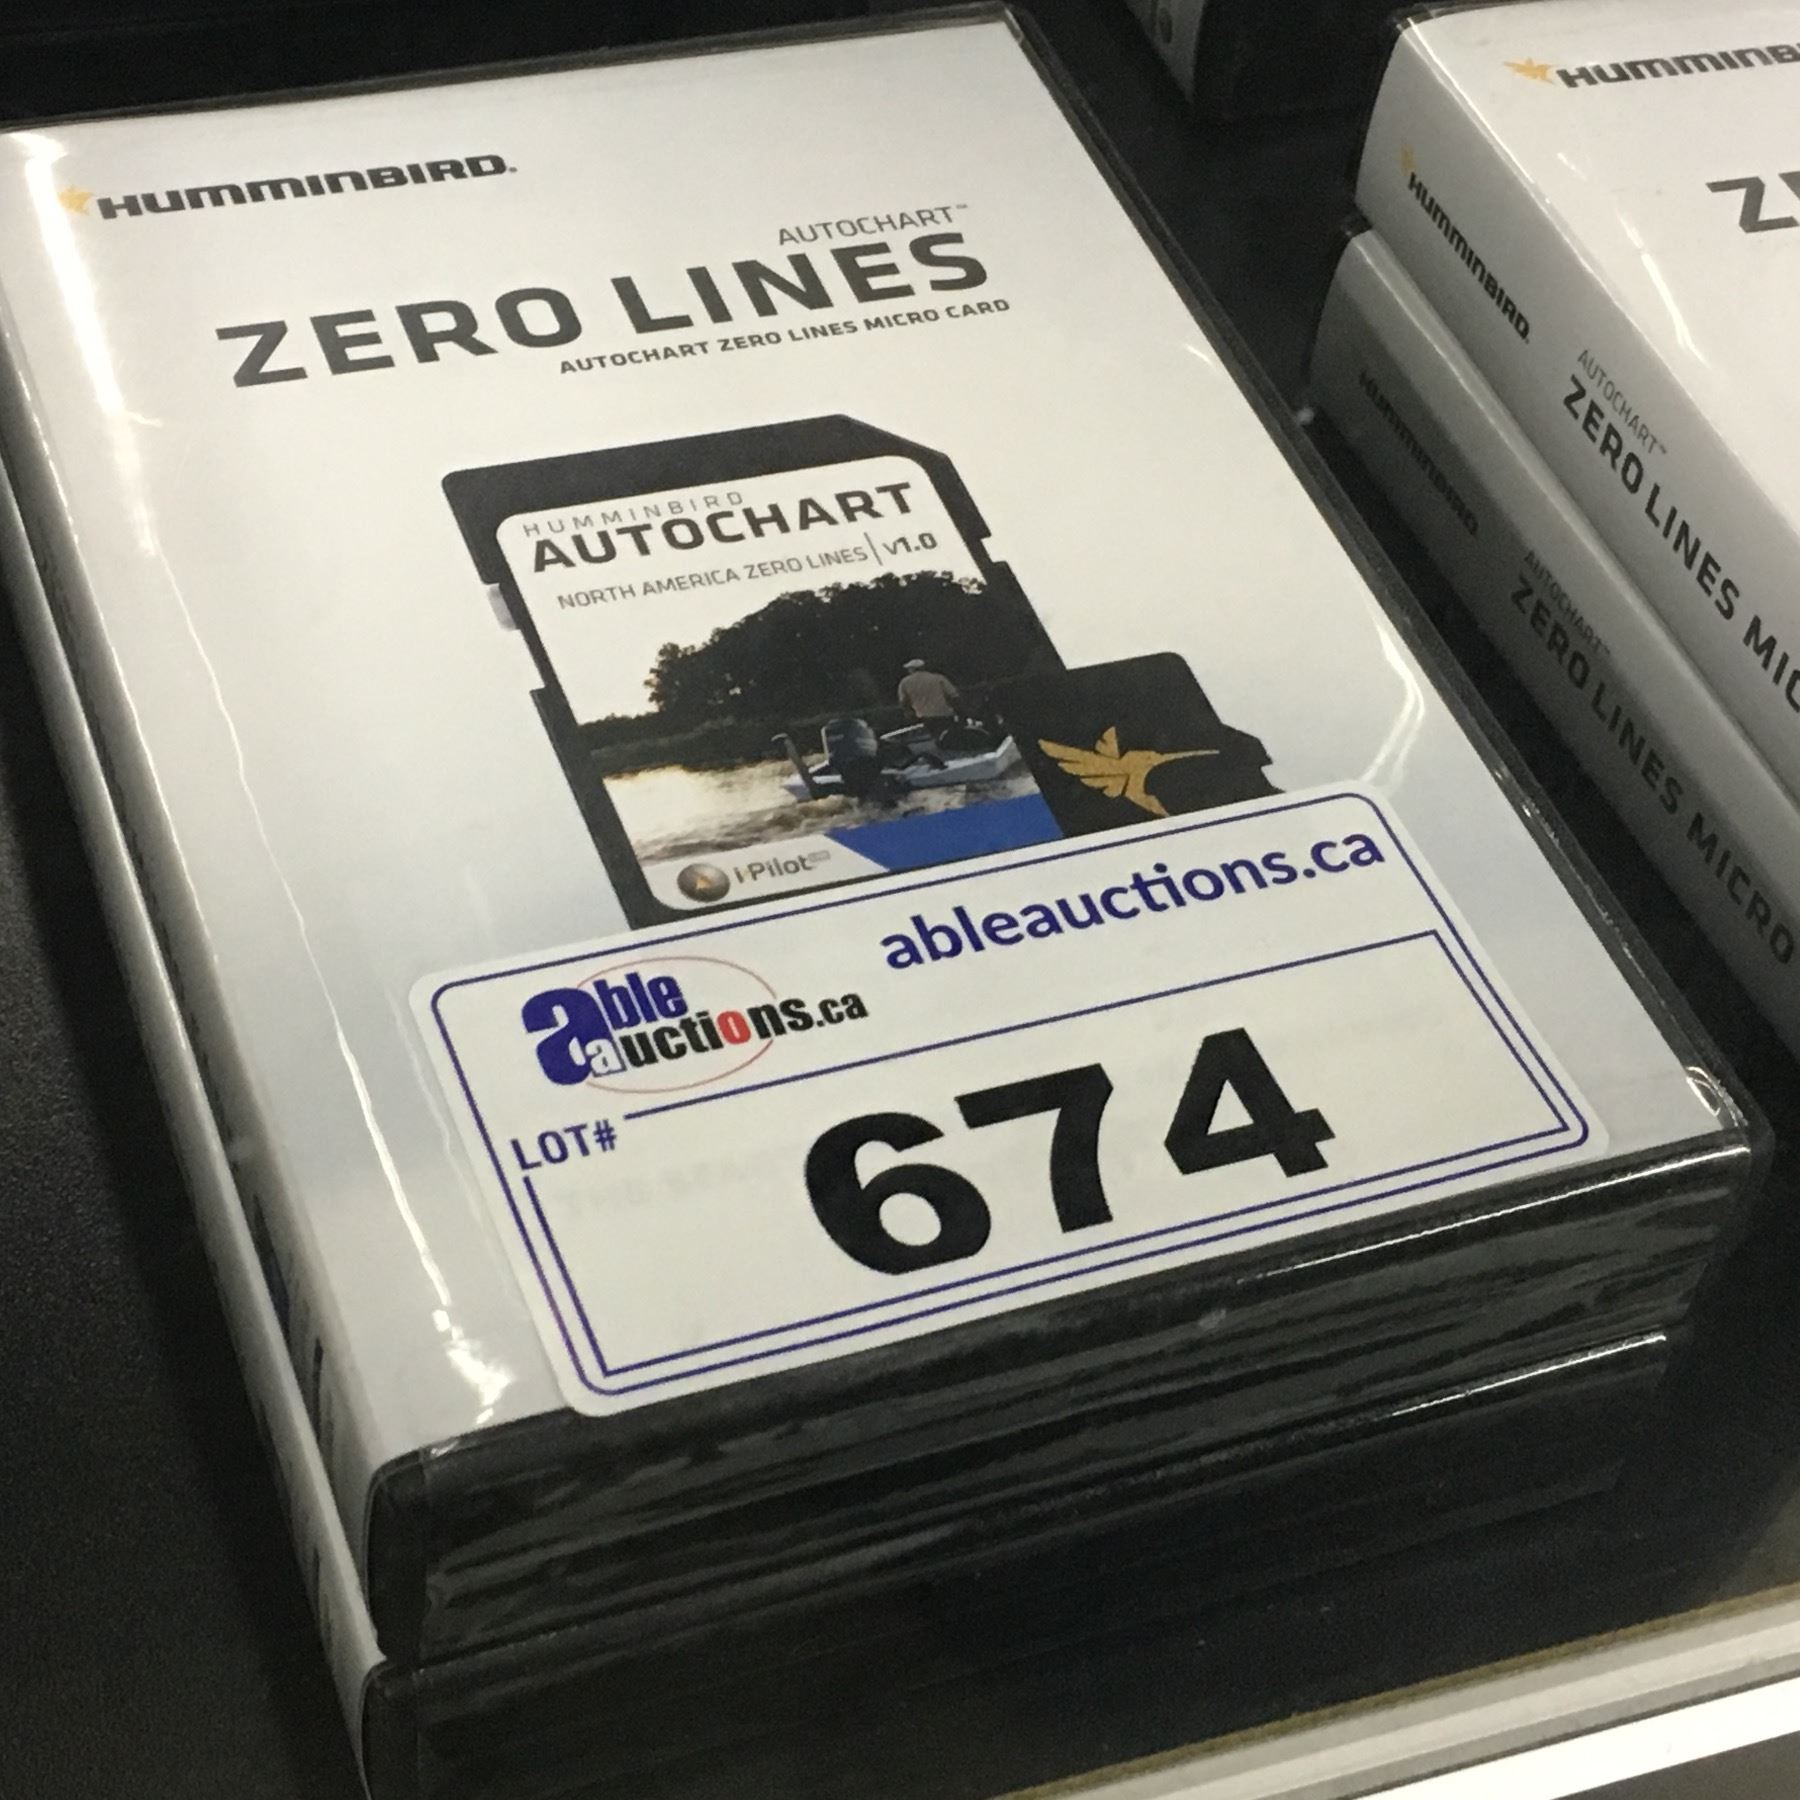 HUMMINBIRD.
AUTOCHART™
ZERO LINES
AUTOCHART ZERO LINES MICRO CARD
HUMMINBIRD
AUTOCHART
NORTH AMERICA ZERO LINES | V1.0
i-Pilot
ableauctions.ca
able
auctions.ca
LOT#
674
HUMMINB
HUMMINBIRD.
AUTOCHART™
ZERO LINES MIC
HUMMINBIRD
AUTOCHART™
ZERO LINES MICRO